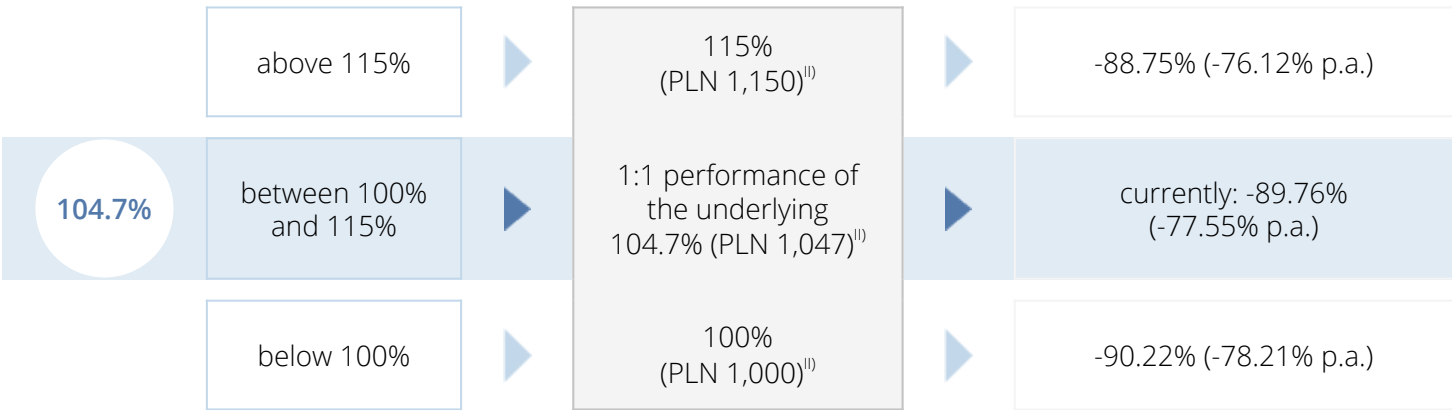 above 115%
115%
(PLN 1,150)II)
-88.75% (-76.12% p.a.)
104.7%
between 100%
and 115%
1:1 performance of
the underlying
104.7% (PLN 1,047)II)
currently: -89.76%
(-77.55% p.a.)
below 100%
100%
(PLN 1,000)II)
-90.22% (-78.21% p.a.)